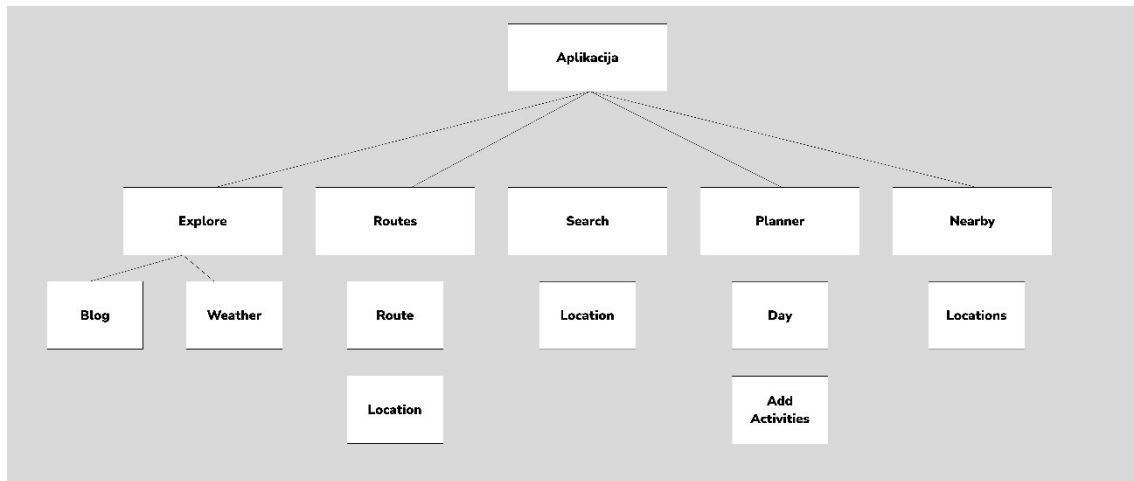 Aplikacija
Explore
Routes
Search
Planner
Nearby
Blog
Weather
Route
Location
Day
Locations
Location
Add
Activities